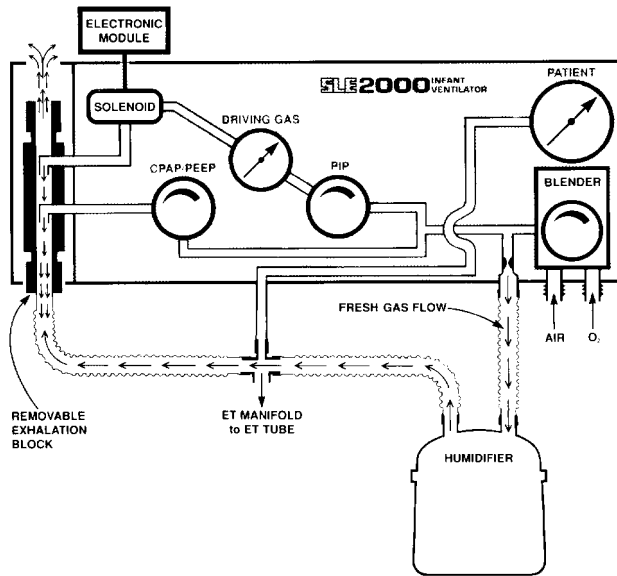 ELECTRONIC
MODULE
SLE2000 INFANT
VENTILATOR
PATIENT
SOLENOID
DRIVING GAS
CPAP-PEEP
PIP
BLENDER
FRESH GAS FLOW
AIR
O₂
REMOVABLE
EXHALATION
BLOCK
ET MANIFOLD
to ET TUBE
HUMIDIFIER